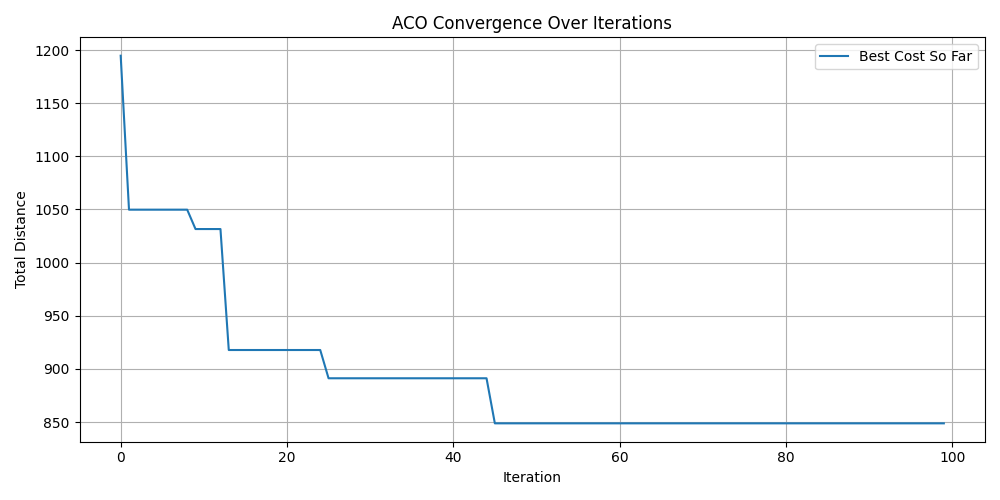 ACO Convergence Over Iterations
Best Cost So Far
Total Distance
1200
1150
1100
1050
1000
950
900
850
0 20 40 60 80 100
Iteration